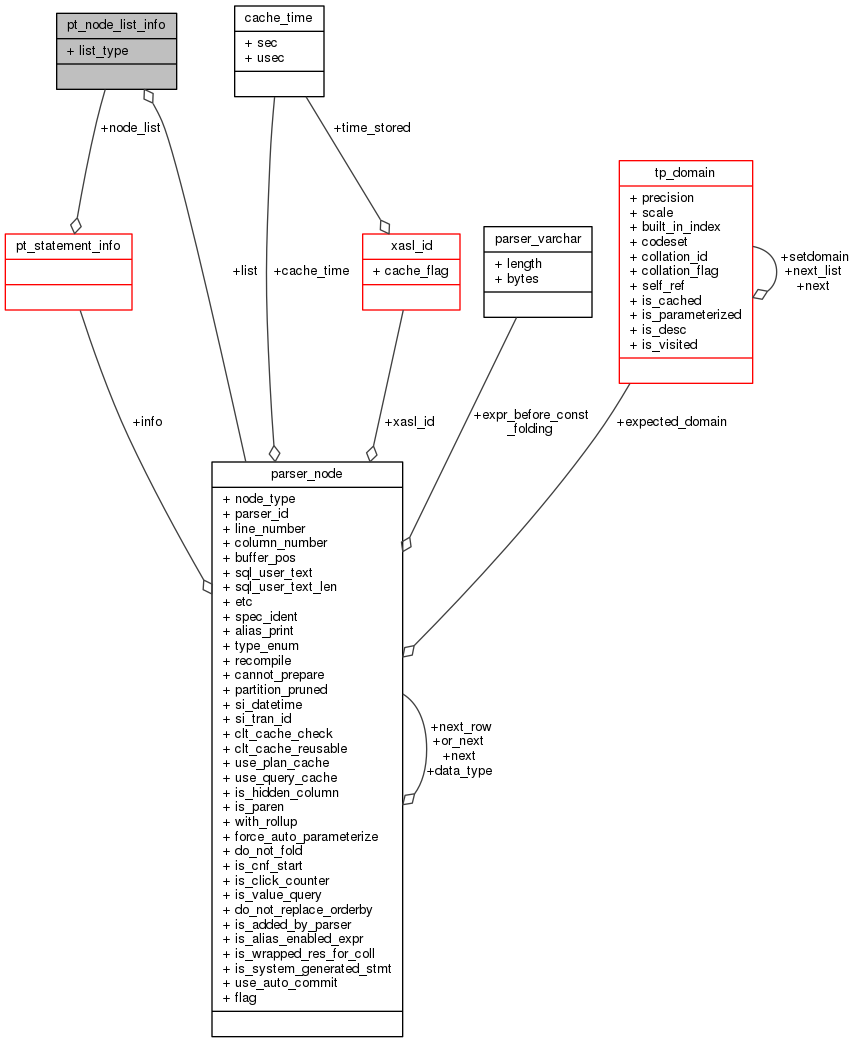 pt_node_list_info
+ list_type
cache_time
+ sec
+ usec
+node_list
+time_stored
tp_domain
+ precision
+ scale
+ built_in_index
+ codeset
+ collation_id
+ collation_flag
+ self_ref
+ is_cached
+ is_parameterized
+ is_desc
+ is_visited
+setdomain
+next_list
+next
pt_statement_info
+list
+cache_time
xasl_id
+ cache_flag
parser_varchar
+ length
+ bytes
+info
+xasl_id
+expr_before_const
_folding
+expected_domain
parser_node
+ node_type
+ parser_id
+ line_number
+ column_number
+ buffer_pos
+ sql_user_text
+ sql_user_text_len
+ etc
+ spec_ident
+ alias_print
+ type_enum
+ recompile
+ cannot_prepare
+ partition_pruned
+ si_datetime
+ si_tran_id
+ clt_cache_check
+ clt_cache_reusable
+ use_plan_cache
+ use_query_cache
+ is_hidden_column
+ is_paren
+ with_rollup
+ force_auto_parameterize
+ do_not_fold
+ is_cnf_start
+ is_click_counter
+ is_value_query
+ do_not_replace_orderby
+ is_added_by_parser
+ is_alias_enabled_expr
+ is_wrapped_res_for_coll
+ is_system_generated_stmt
+ use_auto_commit
+ flag
+next_row
+or_next
+next
+data_type